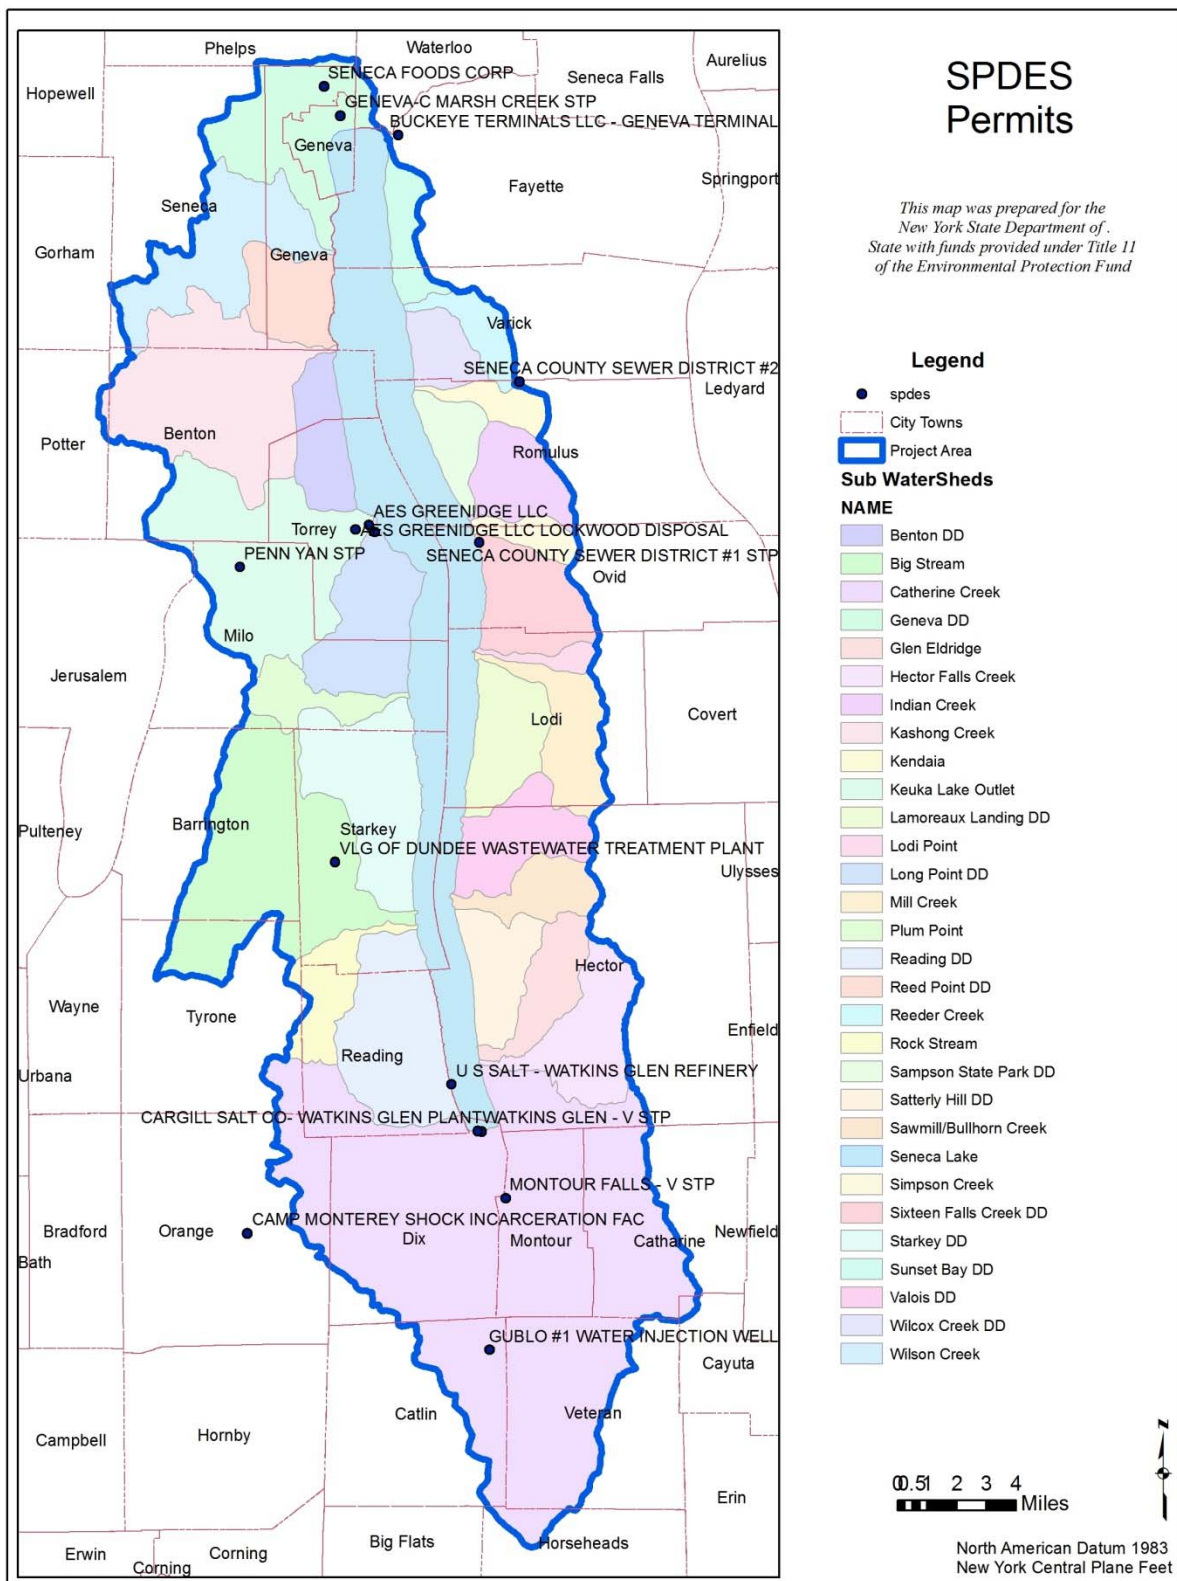 Phelps
Waterloo
Aurelius
Hopewell
SENECA FOODS CORP
Seneca Falls
GENEVA-C MARSH CREEK STP
BUCKEYE TERMINALS LLC - GENEVA TERMINAL
Geneva
Fayette
Springport
Seneca
Gorham
Geneva
Varick
SENECA COUNTY SEWER DISTRICT #2
Ledyard
Potter
Benton
Romulus
AES GREENIDGE LLC
Torrey
AES GREENIDGE LLC LOCKWOOD DISPOSAL
PENN YAN STP
SENECA COUNTY SEWER DISTRICT #1 STP
Ovid
Milo
Jerusalem
Lodi
Covert
Pulteney
Barrington
Starkey
VLG OF DUNDEE WASTEWATER TREATMENT PLANT
Ulysses
Hector
Wayne
Tyrone
Enfield
Reading
Urbana
U S SALT - WATKINS GLEN REFINERY
CARGILL SALT CO- WATKINS GLEN PLANT
WATKINS GLEN - V STP
MONTOUR FALLS - V STP
Bradford
Orange
CAMP MONTEREY SHOCK INCARCERATION FAC
Dix
Montour
Catharine
Newfield
Bath
GUBLO #1 WATER INJECTION WELL
Cayuta
Catlin
Veteran
Campbell
Hornby
Erin
Big Flats
Horseheads
Erwin
Corning
Corning
SPDES
Permits
This map was prepared for the
New York State Department of .
State with funds provided under Title 11
of the Environmental Protection Fund
Legend
spdes
City Towns
Project Area
Sub WaterSheds
NAME
Benton DD
Big Stream
Catherine Creek
Geneva DD
Glen Eldridge
Hector Falls Creek
Indian Creek
Kashong Creek
Kendaia
Keuka Lake Outlet
Lamoreaux Landing DD
Lodi Point
Long Point DD
Mill Creek
Plum Point
Reading DD
Reed Point DD
Reeder Creek
Rock Stream
Sampson State Park DD
Satterly Hill DD
Sawmill/Bullhorn Creek
Seneca Lake
Simpson Creek
Sixteen Falls Creek DD
Starkey DD
Sunset Bay DD
Valois DD
Wilcox Creek DD
Wilson Creek
N
0 0.5 1 2 3 4
Miles
North American Datum 1983
New York Central Plane Feet